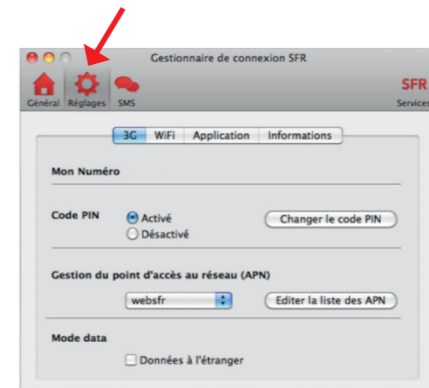 Gestionnaire de connexion SFR
Général Réglages SMS
SFR
Services
3G WiFi Application Informations
Mon Numéro
Code PIN Activé Changer le code PIN
Désactivé
Gestion du point d'accès au réseau (APN)
websfr Editer la liste des APN
Mode data
Données à l'étranger